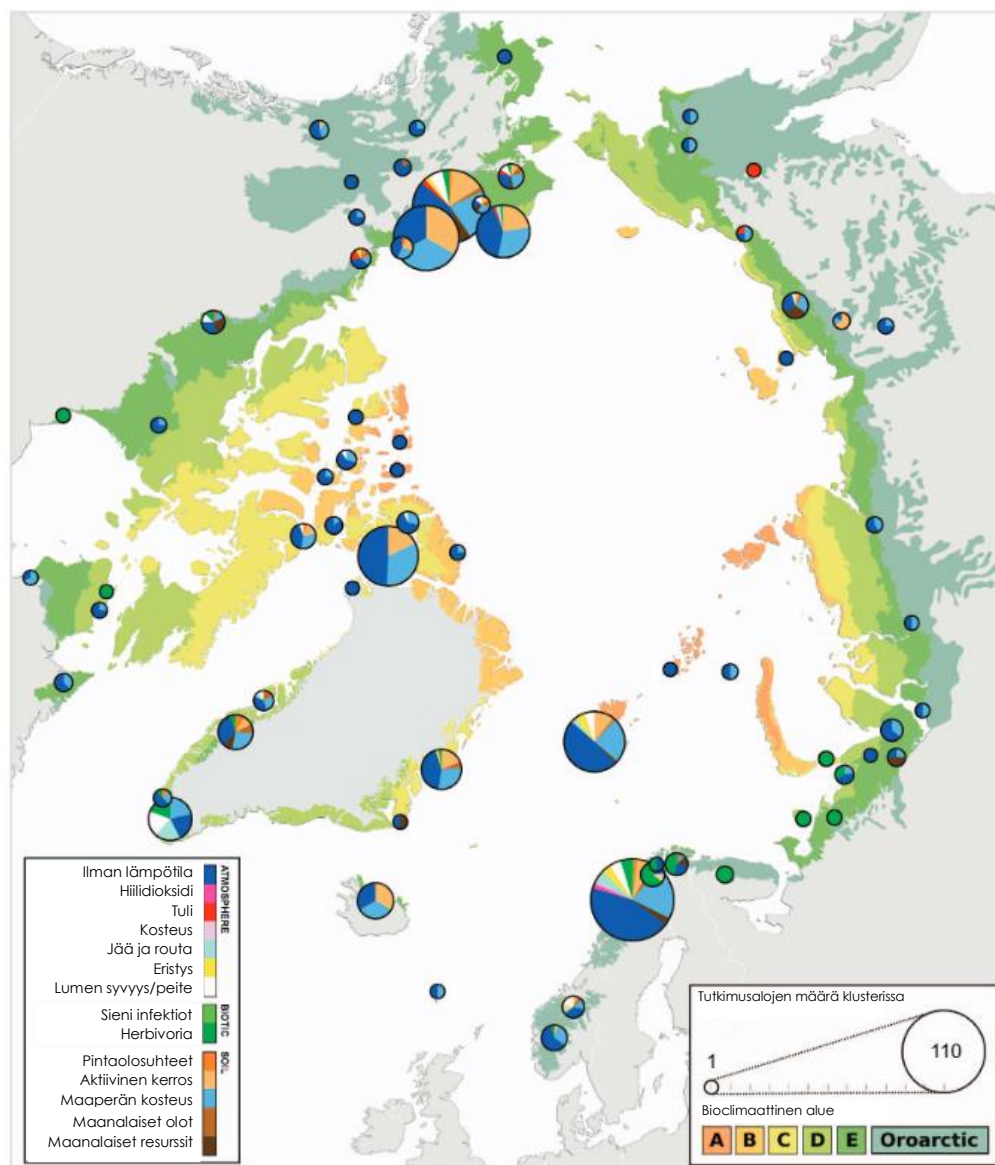 Ilman lämpötila
Hiilidioksidi
Tuli
Kosteus
Jää ja routa
Eristys
Lumen syvyys/peite
ATMOSPHERE
Sieni infektiot
Herbivoria
BIOTIC
Pintaolosuhteet
Aktiivinen kerros
Maaperän kosteus
Maanalaiset olot
Maanalaiset resurssit
SOIL
Tutkimusalojen määrä klusterissa
1
110
Bioclimaattinen alue
A B C D E Oroarctic